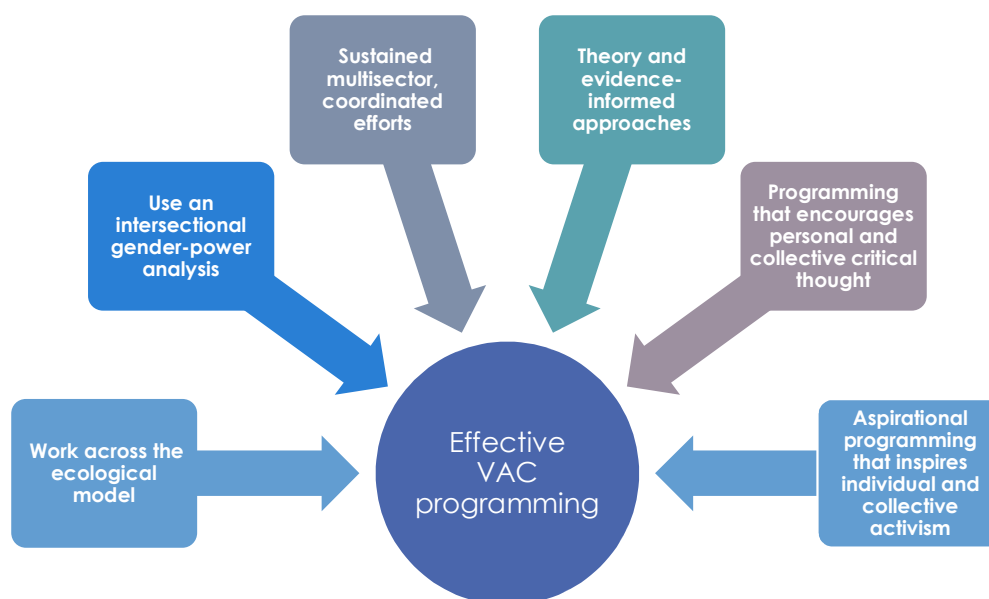 Sustained
multisector,
coordinated
efforts
Theory and
evidence-
informed
approaches
Use an
intersectional
gender-power
analysis
Programming
that encourages
personal and
collective critical
thought
Work across the
ecological
model
Effective
VAC
programming
Aspirational
programming
that inspires
individual and
collective
activism